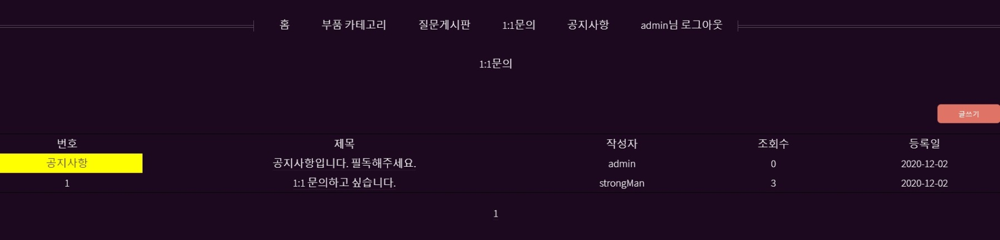 홈 부품 카테고리 질문게시판 1:1문의 공지사항 admin님 로그아웃
1:1문의
글쓰기
번호 제목 작성자 조회수 등록일
공지사항 공지사항입니다. 필독해주세요. admin 0 2020-12-02
1 1:1 문의하고 싶습니다. strongMan 3 2020-12-02
1